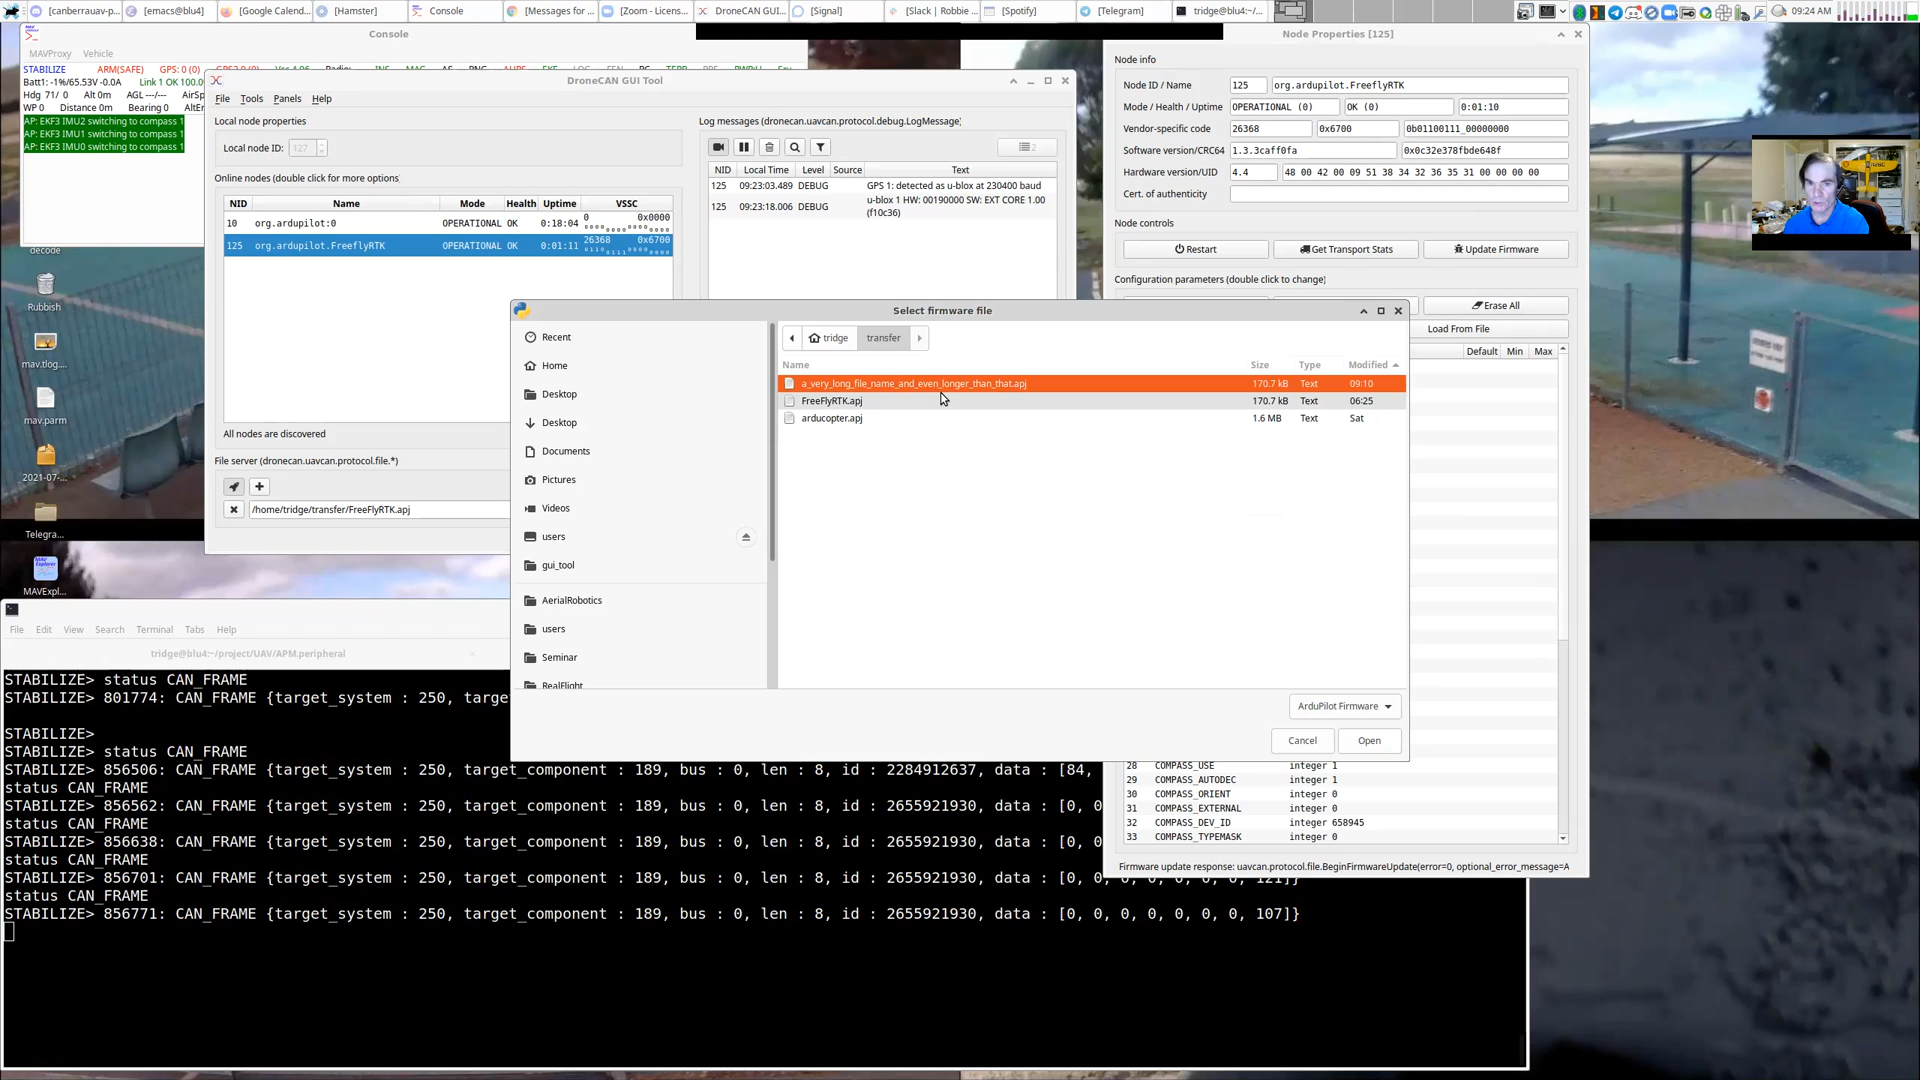 [canberrauav-p...
[emacs@blu4]
[Google Calend...
[Hamster]
Console
[Messages for ...
[Zoom - Licens...
DroneCAN GUI...
[Signal]
[Slack | Robbie ...
[Spotify]
[Telegram]
tridge@blu4:~/...
09:24 AM
Console
MAVProxy Vehicle
STABILIZE ARM(SAFE) GPS: 0 (0)
Batt1: -1%/65.53V -0.0A Link 1 OK 100.0
Hdg 71/ 0 Alt 0m AGL ---/--- AirSp
WP 0 Distance 0m Bearing 0 AltEr
AP: EKF3 IMU2 switching to compass 1
AP: EKF3 IMU1 switching to compass 1
AP: EKF3 IMU0 switching to compass 1
decode
Rubbish
mav.tlog....
mav.parm
2021-07-...
Telegra...
MAVExpl...
DroneCAN GUI Tool
File Tools Panels Help
Local node properties
Local node ID: 127
Online nodes (double click for more options)
NID Name Mode Health Uptime VSSC
10 org.ardupilot:0 OPERATIONAL OK 0:18:04 0 0x0000
125 org.ardupilot.FreeflyRTK OPERATIONAL OK 0:01:11 26368 0x6700
All nodes are discovered
File server (dronecan.uavcan.protocol.file.*)
/home/tridge/transfer/FreeFlyRTK.apj
Log messages (dronecan.uavcan.protocol.debug.LogMessage)
2
NID Local Time Level Source Text
125 09:23:03.489 DEBUG GPS 1: detected as u-blox at 230400 baud
125 09:23:18.006 DEBUG u-blox 1 HW: 00190000 SW: EXT CORE 1.00
(f10c36)
Node Properties [125]
Node info
Node ID / Name 125 org.ardupilot.FreeflyRTK
Mode / Health / Uptime OPERATIONAL (0) OK (0) 0:01:10
Vendor-specific code 26368 0x6700 0b01100111_00000000
Software version/CRC64 1.3.3caff0fa 0x0c32e378fbde648f
Hardware version/UID 4.4 48 00 42 00 09 51 38 34 32 36 35 31 00 00 00 00
Cert. of authenticity
Node controls
Restart Get Transport Stats Update Firmware
Configuration parameters (double click to change)
Erase All
Load From File
Default Min Max
28 COMPASS_USE integer 1
29 COMPASS_AUTODEC integer 1
30 COMPASS_ORIENT integer 0
31 COMPASS_EXTERNAL integer 0
32 COMPASS_DEV_ID integer 658945
33 COMPASS_TYPEMASK integer 0
Firmware update response: uavcan.protocol.file.BeginFirmwareUpdate(error=0, optional_error_message=A
Select firmware file
Recent
Home
Desktop
Desktop
Documents
Pictures
Videos
users
gui_tool
AerialRobotics
users
Seminar
RealFlight
tridge transfer
Name Size Type Modified
a_very_long_file_name_and_even_longer_than_that.apj 170.7 kB Text 09:10
FreeFlyRTK.apj 170.7 kB Text 06:25
arducopter.apj 1.6 MB Text Sat
ArduPilot Firmware
Cancel Open
File Edit View Search Terminal Tabs Help
tridge@blu4:~/project/UAV/APM.peripheral
STABILIZE> status CAN_FRAME
STABILIZE> 801774: CAN_FRAME {target_system : 250, targe
STABILIZE>
STABILIZE> status CAN_FRAME
STABILIZE> 856506: CAN_FRAME {target_system : 250, target_component : 189, bus : 0, len : 8, id : 2284912637, data : [84,
status CAN_FRAME
STABILIZE> 856562: CAN_FRAME {target_system : 250, target_component : 189, bus : 0, len : 8, id : 2655921930, data : [0, 0
status CAN_FRAME
STABILIZE> 856638: CAN_FRAME {target_system : 250, target_component : 189, bus : 0, len : 8, id : 2655921930, data : [0, 0
status CAN_FRAME
STABILIZE> 856701: CAN_FRAME {target_system : 250, target_component : 189, bus : 0, len : 8, id : 2655921930, data : [0, 0, 0, 0, 0, 0, 0, 121]}
status CAN_FRAME
STABILIZE> 856771: CAN_FRAME {target_system : 250, target_component : 189, bus : 0, len : 8, id : 2655921930, data : [0, 0, 0, 0, 0, 0, 0, 107]}